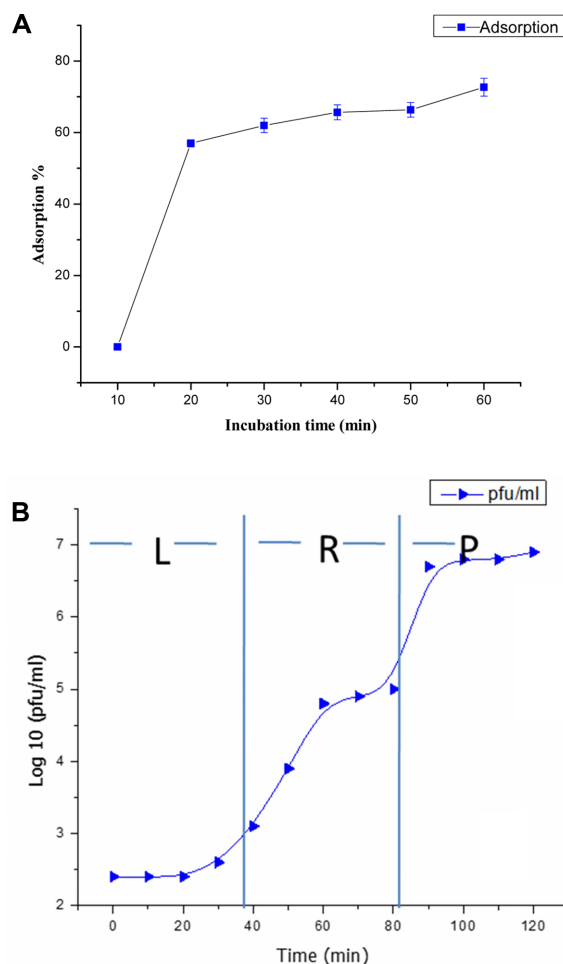 A
Adsorption
80
60
40
20
0
Adsorption %
10 20 30 40 50 60
Incubation time (min)
B
pfu/ml
L R P
7
6
5
4
3
2
Log 10 (pfu/ml)
0 20 40 60 80 100 120
Time (min)